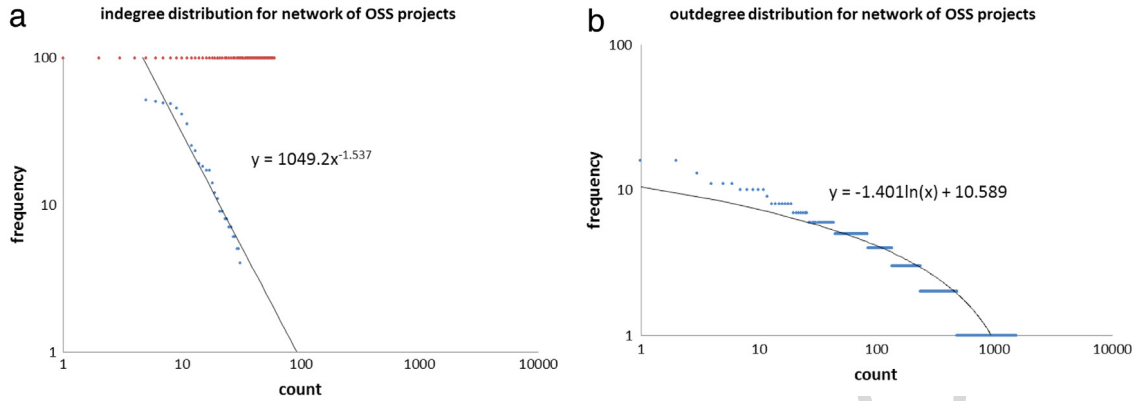 a
indegree distribution for network of OSS projects
100
10
1
frequency
y = 1049.2x^-1.537
1 10 100 1000 10000
count
b
outdegree distribution for network of OSS projects
100
10
1
frequency
y = -1.401ln(x) + 10.589
1 10 100 1000 10000
count